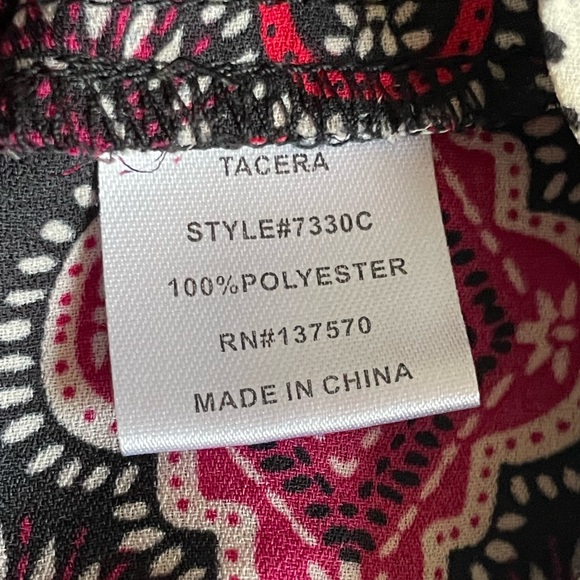 TACERA
STYLE#7330C
100%POLYESTER
RN#137570
MADE IN CHINA